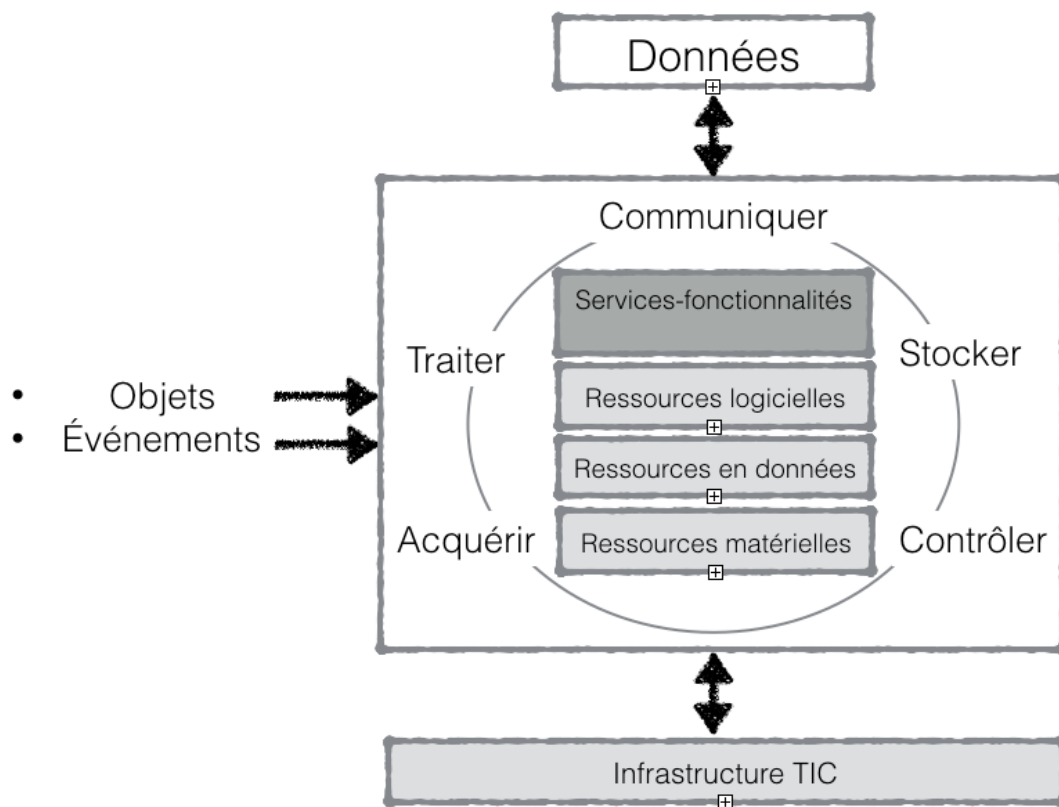 Données
Communiquer
Services-fonctionnalités
Traiter
Stocker
• Objets
Ressources logicielles
• Événements
Ressources en données
Acquérir
Ressources matérielles
Contrôler
Infrastructure TIC